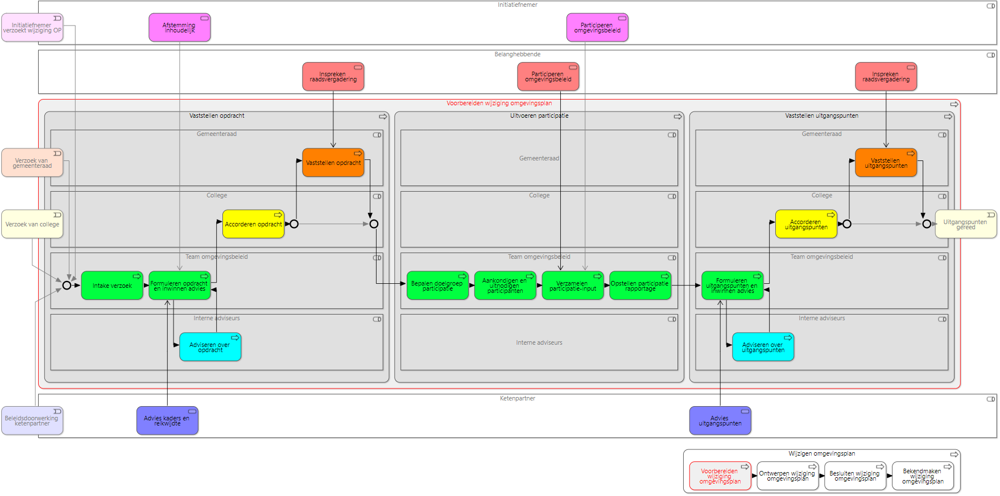 Initiatiefnemer
Initiatiefnemer
verzoekt wijziging OP
Afstemming
inhoudelijk
Participeren
omgevingsbeleid
Belanghebbende
Inspreken
raadsvergadering
Participeren
omgevingsbeleid
Inspreken
raadsvergadering
Voorbereiden wijziging omgevingsplan
Vaststellen opdracht
Uitvoeren participatie
Vaststellen uitgangspunten
Gemeenteraad
Gemeenteraad
Gemeenteraad
Verzoek van
gemeenteraad
Vaststellen opdracht
Vaststellen
uitgangspunten
College
College
College
Verzoek van college
Accorderen opdracht
Accorderen
uitgangspunten
Uitgangspunten
gereed
Team omgevingsbeleid
Team omgevingsbeleid
Team omgevingsbeleid
Intake verzoek
Formuleren opdracht
en inwinnen advies
Bepalen doelgroep
participatie
Aankondigen en
uitnodigen
participanten
Verzamelen
participatie-input
Opstellen participatie
rapportage
Formuleren
uitgangspunten en
inwinnen advies
Interne adviseurs
Interne adviseurs
Interne adviseurs
Adviseren over
opdracht
Adviseren over
uitgangspunten
Ketenpartner
Beleidsdoorwerking
ketenpartner
Advies kaders en
reikwijdte
Advies
uitgangspunten
Wijzigen omgevingsplan
Voorbereiden
wijziging
omgevingsplan
Ontwerpen wijziging
omgevingsplan
Besluiten wijziging
omgevingsplan
Bekendmaken
wijziging
omgevingsplan